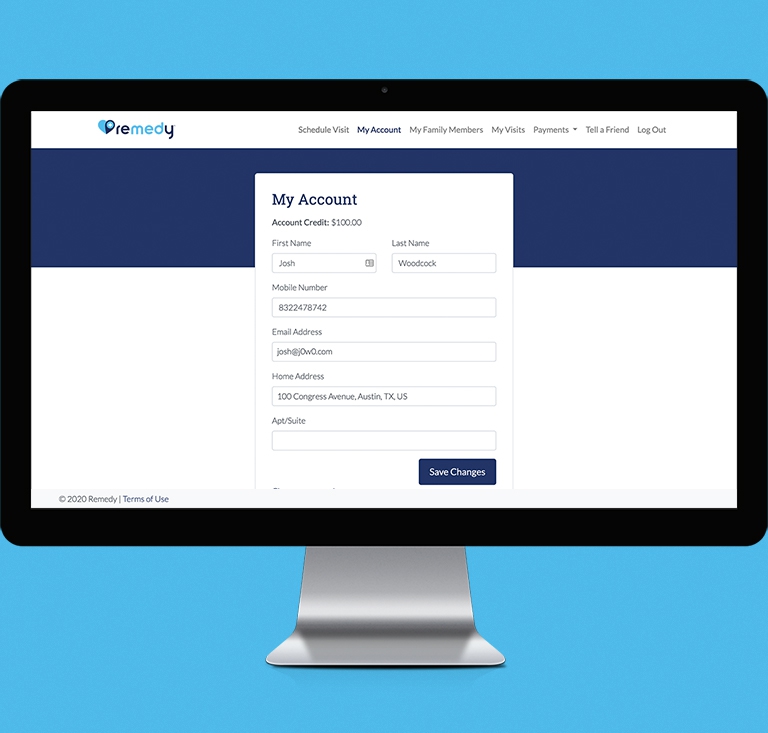 remedy
Schedule Visit My Account My Family Members My Visits Payments Tell a Friend Log Out
My Account
Account Credit: $100.00
First Name Last Name
Josh Woodcock
Mobile Number
8322478742
Email Address
josh@j0w0.com
Home Address
100 Congress Avenue, Austin, TX, US
Apt/Suite
Save Changes
© 2020 Remedy | Terms of Use